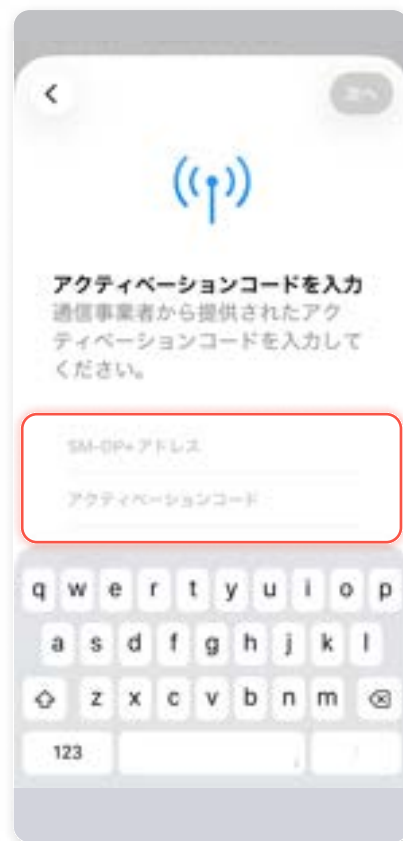 次へ
アクティベーションコードを入力
通信事業者から提供されたアク
ティベーションコードを入力して
ください。
SM-DP+アドレス
アクティベーションコード
q w e r t y u i o p
a s d f g h j k l
z x c v b n m
123